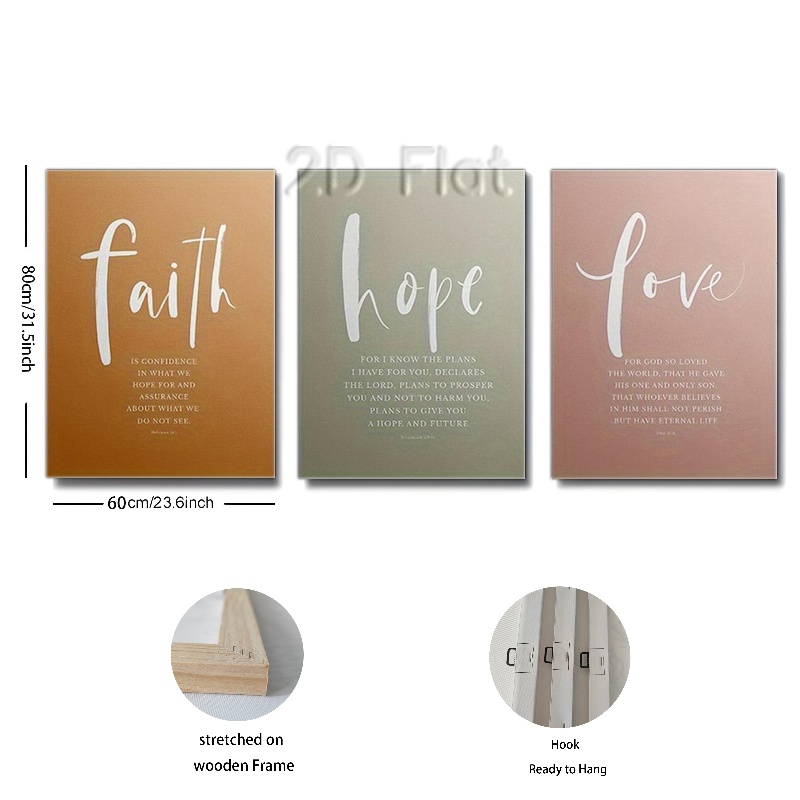 2D Flat
80cm/31.5inch
faith
IS CONFIDENCE
IN WHAT WE
HOPE FOR AND
ASSURANCE
ABOUT WHAT WE
DO NOT SEE.
hope
FOR I KNOW THE PLANS
I HAVE FOR YOU, DECLARES
THE LORD, PLANS TO PROSPER
YOU AND NOT TO HARM YOU,
PLANS TO GIVE YOU
A HOPE AND FUTURE
love
FOR GOD SO LOVED
THE WORLD, THAT HE GAVE
HIS ONE AND ONLY SON,
THAT WHOEVER BELIEVES
IN HIM SHALL NOT PERISH
BUT HAVE ETERNAL LIFE
60cm/23.6inch
stretched on
wooden Frame
Hook
Ready to Hang